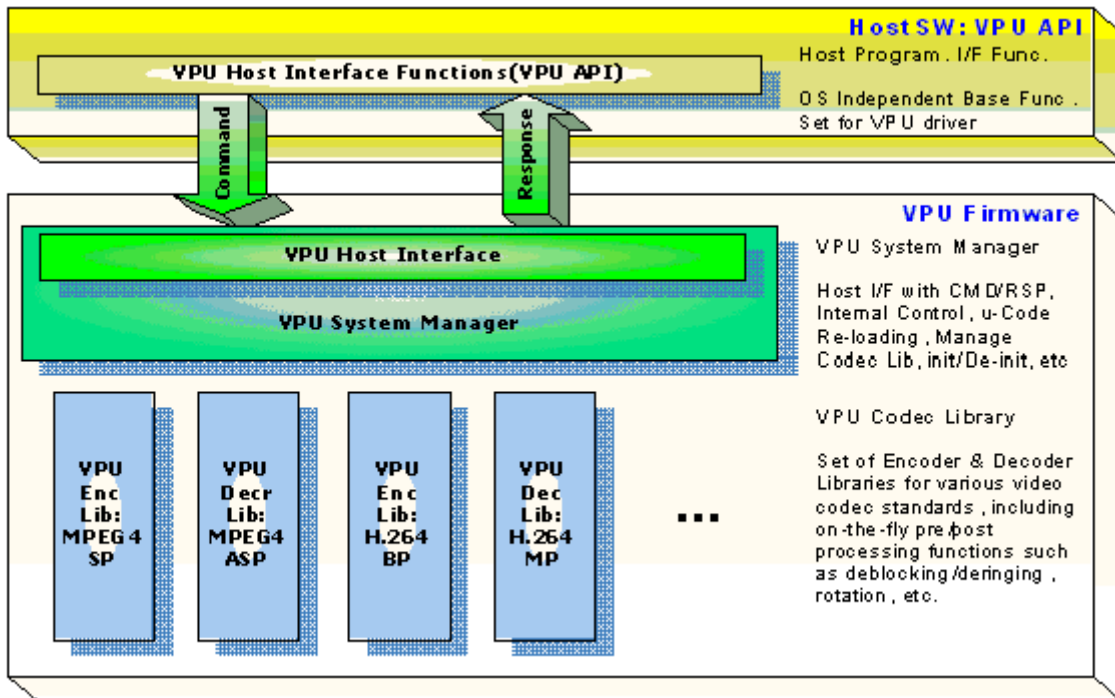 Host SW: VPU API
VPU Host Interface Functions(VPU API)
Host Program. I/F Func.
OS Independent Base Func.
Set for VPU driver
Command
Response
VPU Firmware
VPU Host Interface
VPU System Manager
VPU System Manager
Host I/F with CMD/RSP,
Internal Control, u-Code
Re-loading, Manage
Codec Lib, init/De-init, etc
VPU
Enc
Lib:
MPEG4
SP
VPU
Decr
Lib:
MPEG4
ASP
VPU
Enc
Lib:
H.264
BP
VPU
Dec
Lib:
H.264
MP
...
VPU Codec Library
Set of Encoder & Decoder
Libraries for various video
codec standards, including
on-the-fly pre/post
processing functions such
as deblocking/deringing,
rotation, etc.